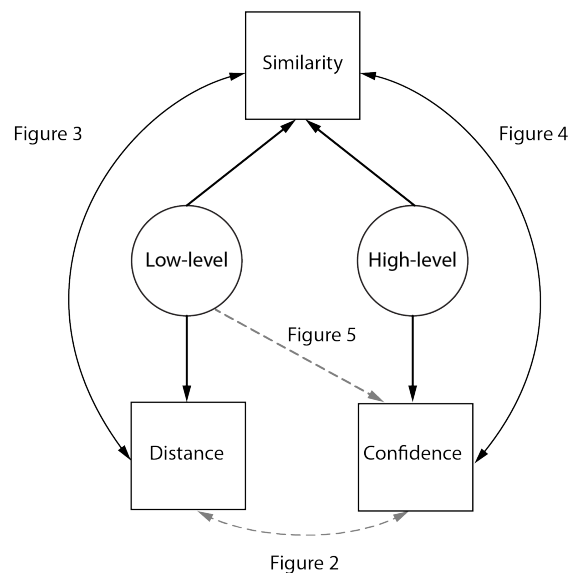 Similarity
Figure 3
Figure 4
Low-level
High-level
Figure 5
Distance
Confidence
Figure 2